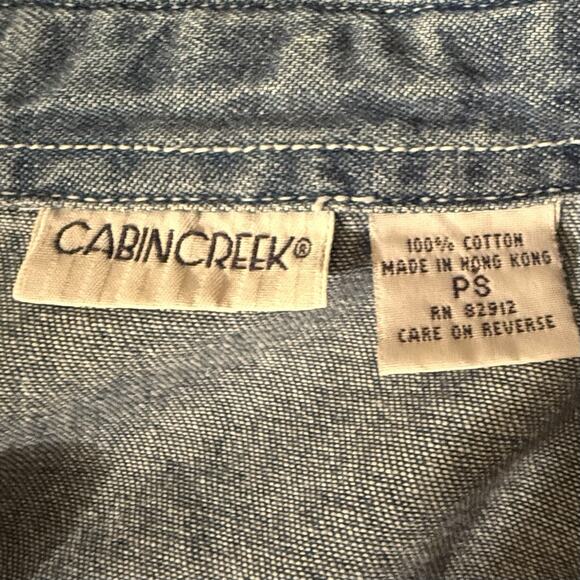 CABINCREEK®
100% COTTON
MADE IN HONG KONG
PS
RN 82912
CARE ON REVERSE